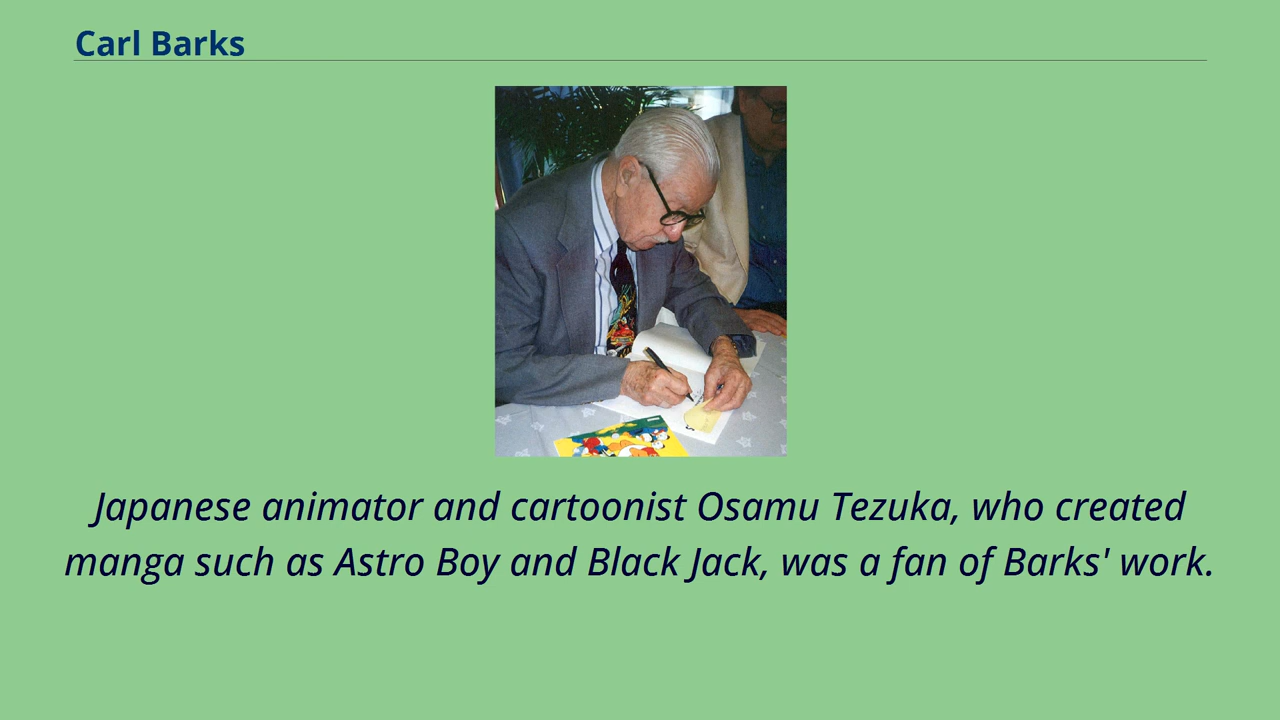 Carl Barks
Japanese animator and cartoonist Osamu Tezuka, who created
manga such as Astro Boy and Black Jack, was a fan of Barks' work.